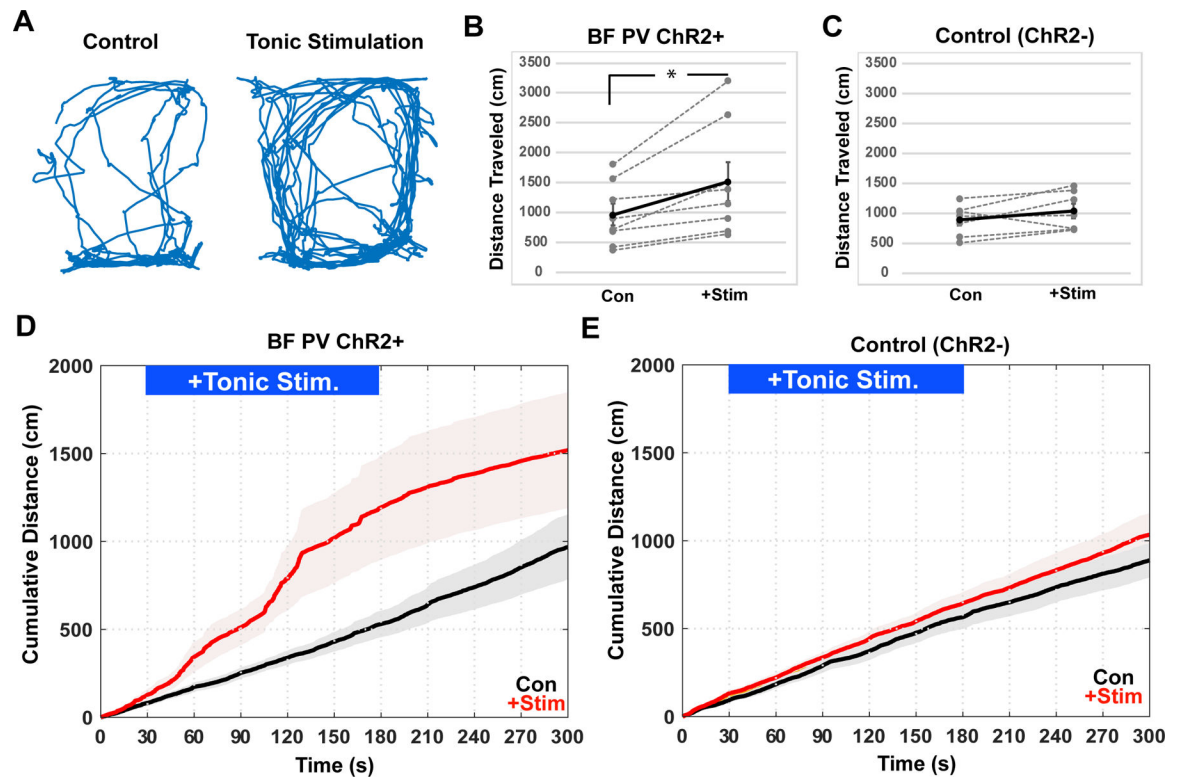 A
Control
Tonic Stimulation
B
BF PV ChR2+
Distance Traveled (cm)
3500
3000
2500
2000
1500
1000
500
0
*
Con
+Stim
C
Control (ChR2-)
Distance Traveled (cm)
3500
3000
2500
2000
1500
1000
500
0
Con
+Stim
D
BF PV ChR2+
Cumulative Distance (cm)
2000
1500
1000
500
0
+Tonic Stim.
Con
+Stim
0 30 60 90 120 150 180 210 240 270 300
Time (s)
E
Control (ChR2-)
Cumulative Distance (cm)
2000
1500
1000
500
0
+Tonic Stim.
Con
+Stim
0 30 60 90 120 150 180 210 240 270 300
Time (s)